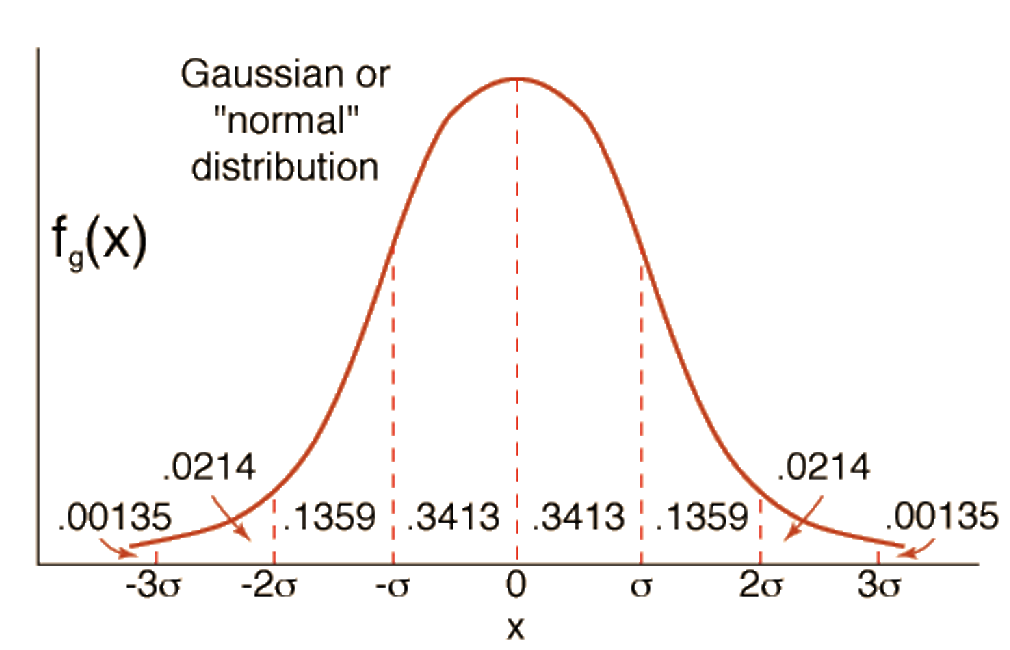 Gaussian or
"normal"
distribution
fg(x)
.0214 .0214
.00135 .1359 .3413 .3413 .1359 .00135
-3σ -2σ -σ 0 σ 2σ 3σ
x